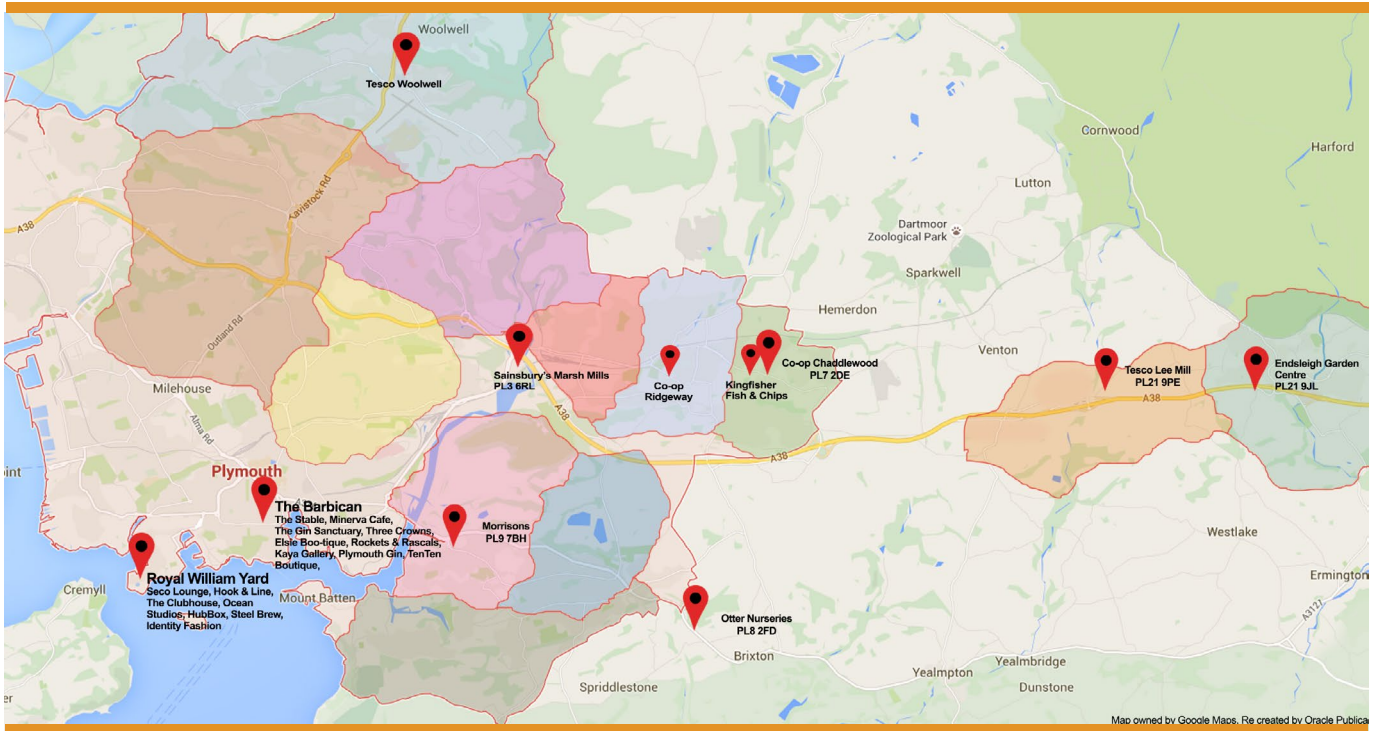 Woolwell
Tesco Woolwell
Cornwood
Harford
Lutton
Tavistock Rd
A38
Dartmoor
Zoological Park
Sparkwell
Hemerdon
Outland Rd
Venton
Sainsbury's Marsh Mills
PL3 6RL
Co-op
Ridgeway
Kingfisher
Fish & Chips
Co-op Chaddlewood
PL7 2DE
Tesco Lee Mill
PL21 9PE
Endsleigh Garden
Centre
PL21 9JL
Milehouse
A38
A38
Alma Rd
A38
oint
Plymouth
The Barbican
The Stable, Minerva Cafe,
The Gin Sanctuary, Three Crowns,
Elsie Boo-tique, Rockets & Rascals,
Kaya Gallery, Plymouth Gin, TenTen
Boutique,
Morrisons
PL9 7BH
Westlake
Royal William Yard
Seco Lounge, Hook & Line,
The Clubhouse, Ocean
Studios, HubBox, Steel Brew,
Identity Fashion
Cremyll
Mount Batten
Ermington
A3121
Otter Nurseries
PL8 2FD
Brixton
Yealmbridge
Yealmpton
Dunstone
Spriddlestone
er
Map owned by Google Maps. Re created by Oracle Publica